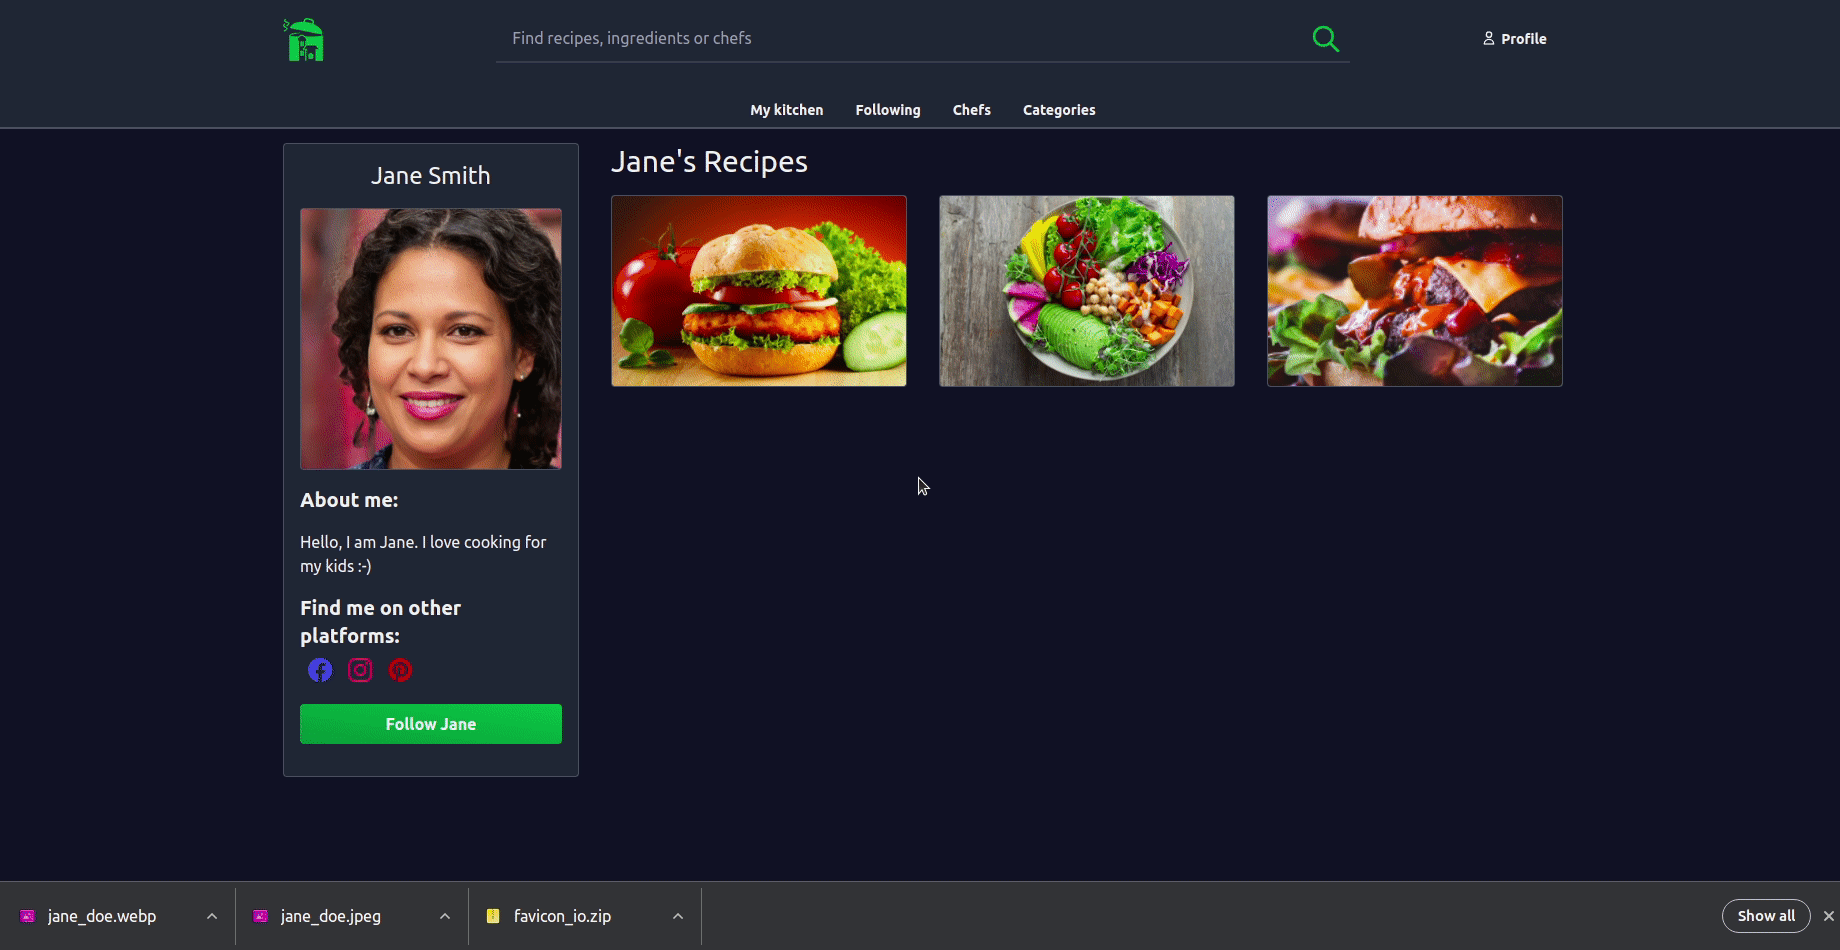 Find recipes, ingredients or chefs
Profile
My kitchen
Following
Chefs
Categories
Jane Smith
About me:
Hello, I am Jane. I love cooking for
my kids :-)
Find me on other
platforms:
Follow Jane
Jane's Recipes
jane_doe.webp
jane_doe.jpeg
favicon_io.zip
Show all